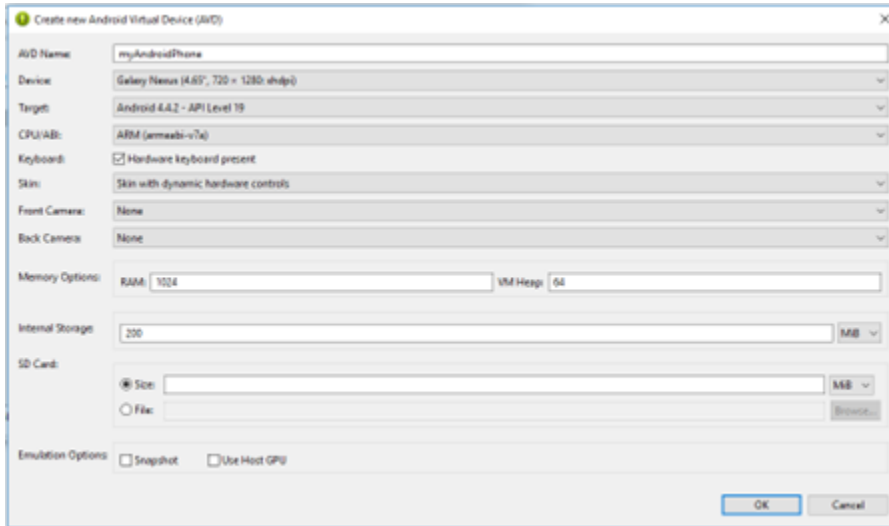 Create new Android Virtual Device (AVD)
AVD Name: myAndroidPhone
Device: Galaxy Nexus (4.65", 720 × 1280: xhdpi)
Target: Android 4.4.2 - API Level 19
CPU/ABI: ARM (armeabi-v7a)
Keyboard: Hardware keyboard present
Skin: Skin with dynamic hardware controls
Front Camera: None
Back Camera: None
Memory Options: RAM: 1024 VM Heap: 64
Internal Storage: 200 MiB
SD Card:
Size: MiB
File: Browse...
Emulation Options: Snapshot Use Host GPU
OK Cancel